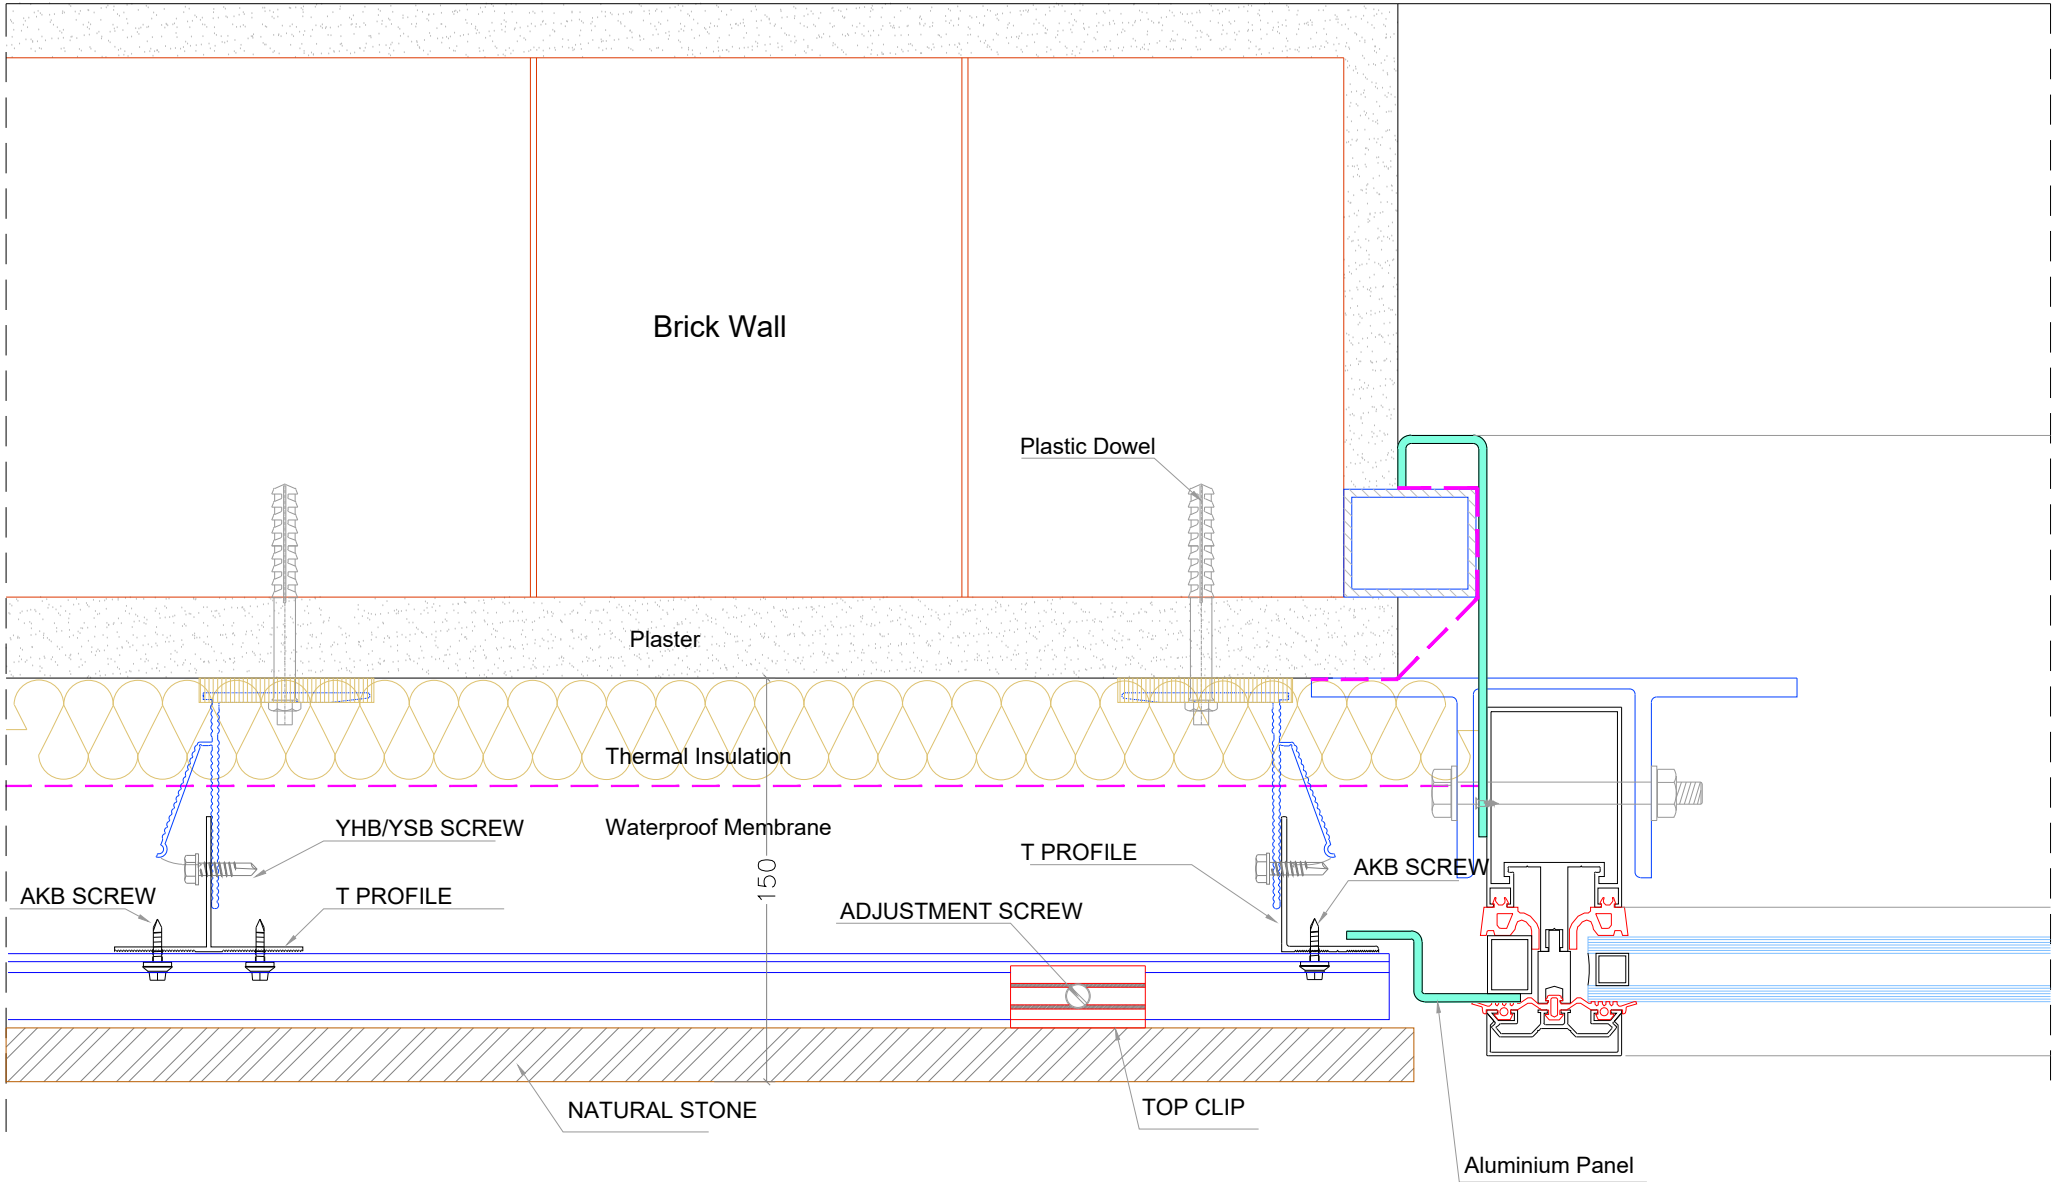 Brick Wall
Plastic Dowel
Plaster
Thermal Insulation
Waterproof Membrane
YHB/YSB SCREW
T PROFILE
AKB SCREW
AKB SCREW
T PROFILE
150
ADJUSTMENT SCREW
NATURAL STONE
TOP CLIP
Aluminium Panel